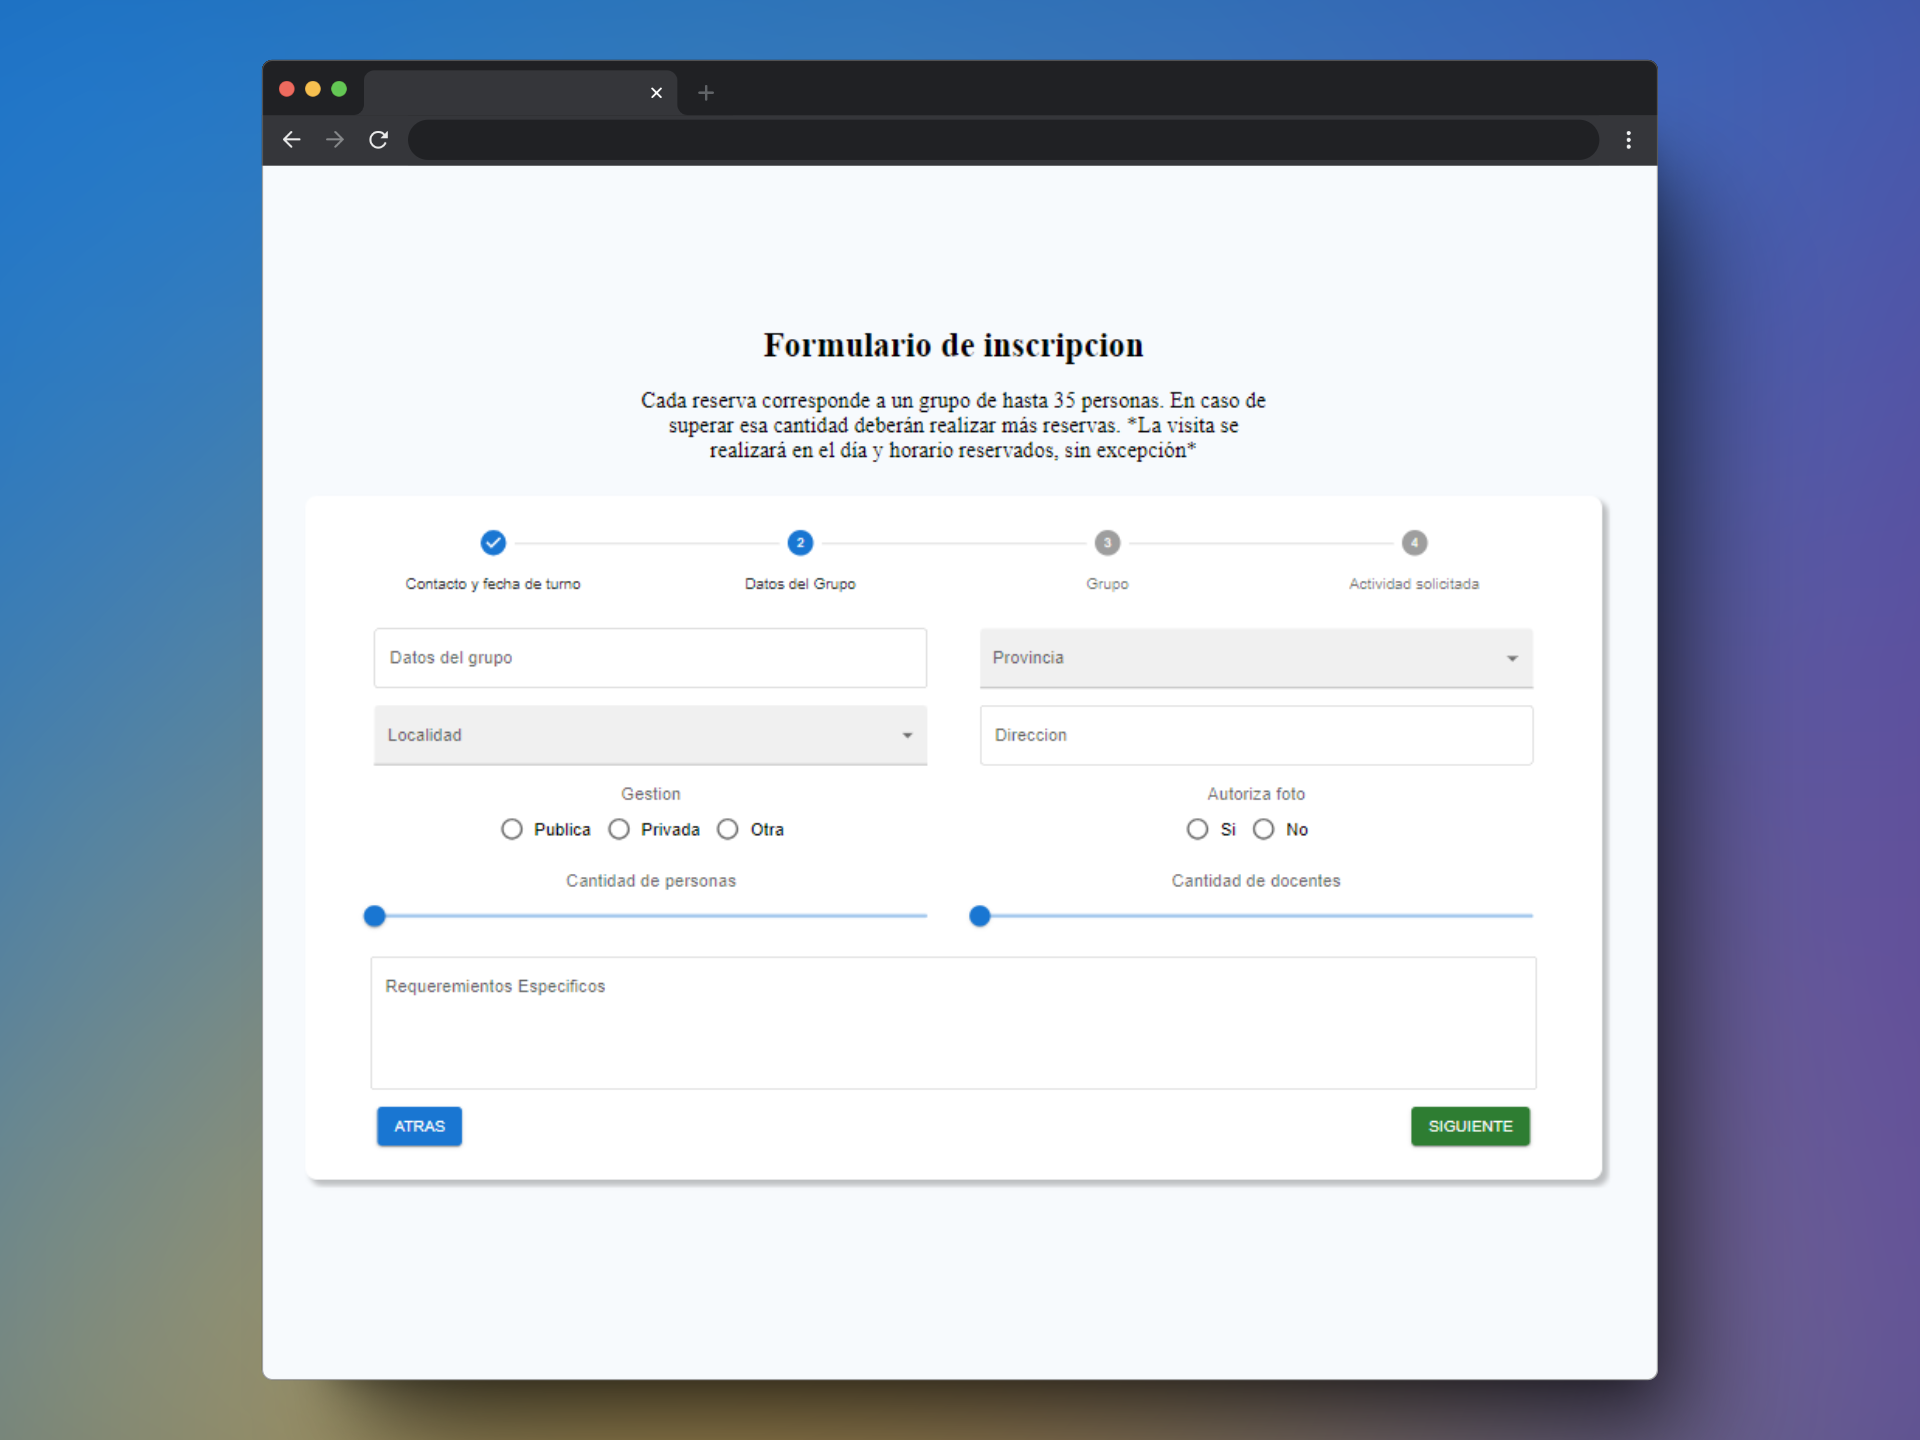 Formulario de inscripcion
Cada reserva corresponde a un grupo de hasta 35 personas. En caso de
superar esa cantidad deberán realizar más reservas. *La visita se
realizará en el día y horario reservados, sin excepción*
2
3
4
Contacto y fecha de turno
Datos del Grupo
Grupo
Actividad solicitada
Datos del grupo
Provincia
Localidad
Direccion
Gestion
Autoriza foto
Publica Privada Otra
Si No
Cantidad de personas
Cantidad de docentes
Requeremientos Especificos
ATRAS
SIGUIENTE